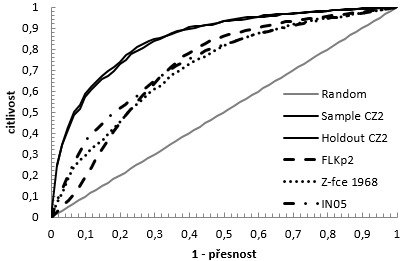 citlivost
1
0,9
0,8
0,7
0,6
0,5
0,4
0,3
0,2
0,1
0
Random
Sample CZ2
Holdout CZ2
FLKp2
Z-fce 1968
IN05
0 0,1 0,2 0,3 0,4 0,5 0,6 0,7 0,8 0,9 1
1 - přesnost